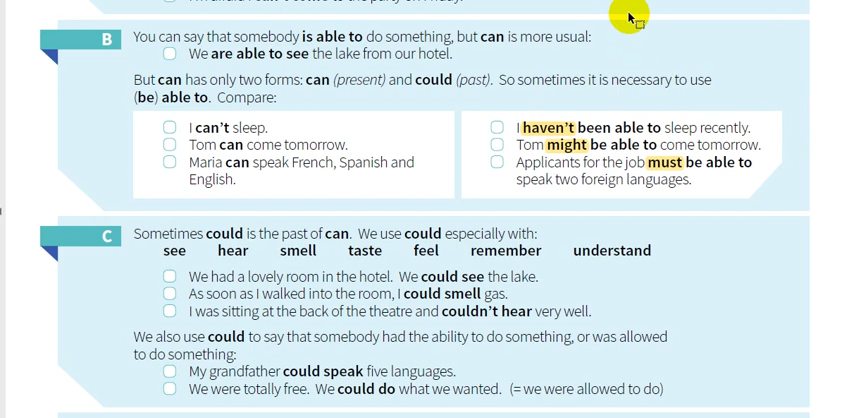 B
You can say that somebody is able to do something, but can is more usual:
We are able to see the lake from our hotel.
But can has only two forms: can (present) and could (past). So sometimes it is necessary to use
(be) able to. Compare:
I can't sleep.
Tom can come tomorrow.
Maria can speak French, Spanish and
English.
I haven't been able to sleep recently.
Tom might be able to come tomorrow.
Applicants for the job must be able to
speak two foreign languages.
C
Sometimes could is the past of can. We use could especially with:
see hear smell taste feel remember understand
We had a lovely room in the hotel. We could see the lake.
As soon as I walked into the room, I could smell gas.
I was sitting at the back of the theatre and couldn't hear very well.
We also use could to say that somebody had the ability to do something, or was allowed
to do something:
My grandfather could speak five languages.
We were totally free. We could do what we wanted. (= we were allowed to do)